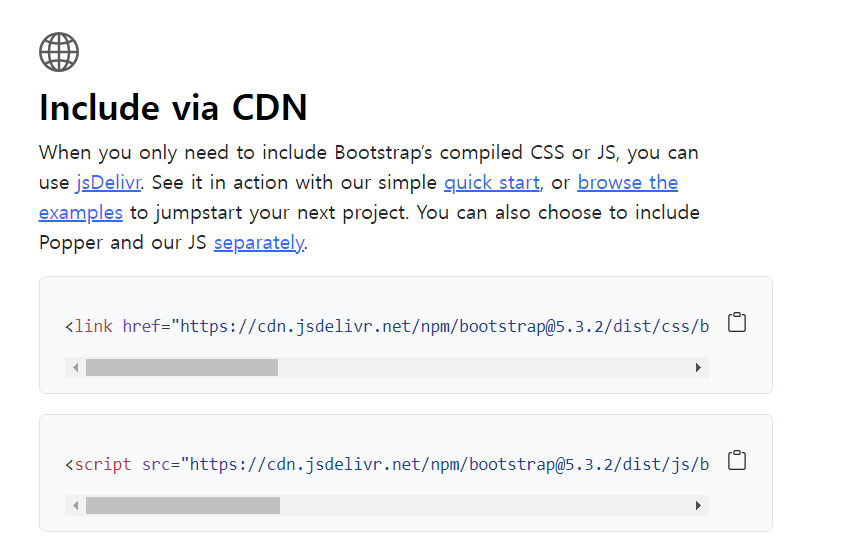 Include via CDN
When you only need to include Bootstrap’s compiled CSS or JS, you can
use jsDelivr. See it in action with our simple quick start, or browse the
examples to jumpstart your next project. You can also choose to include
Popper and our JS separately.
<link href="https://cdn.jsdelivr.net/npm/bootstrap@5.3.2/dist/css/b
<script src="https://cdn.jsdelivr.net/npm/bootstrap@5.3.2/dist/js/b